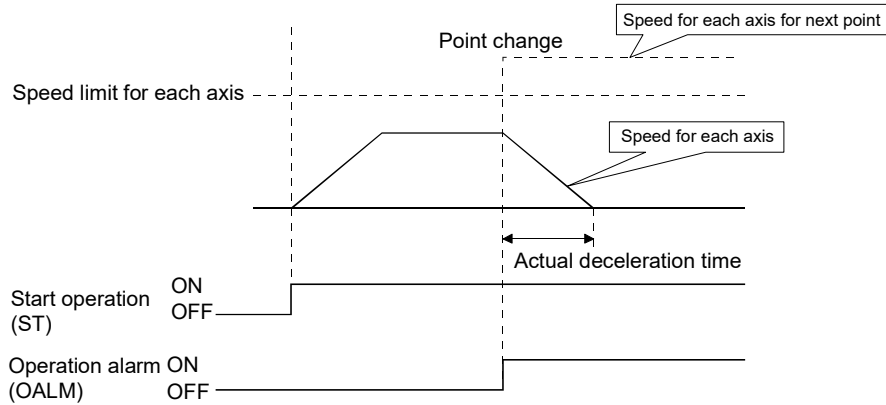 Speed for each axis for next point
Point change
Speed limit for each axis
Speed for each axis
Actual deceleration time
Start operation
(ST)
ON
OFF
Operation alarm
(OALM)
ON
OFF